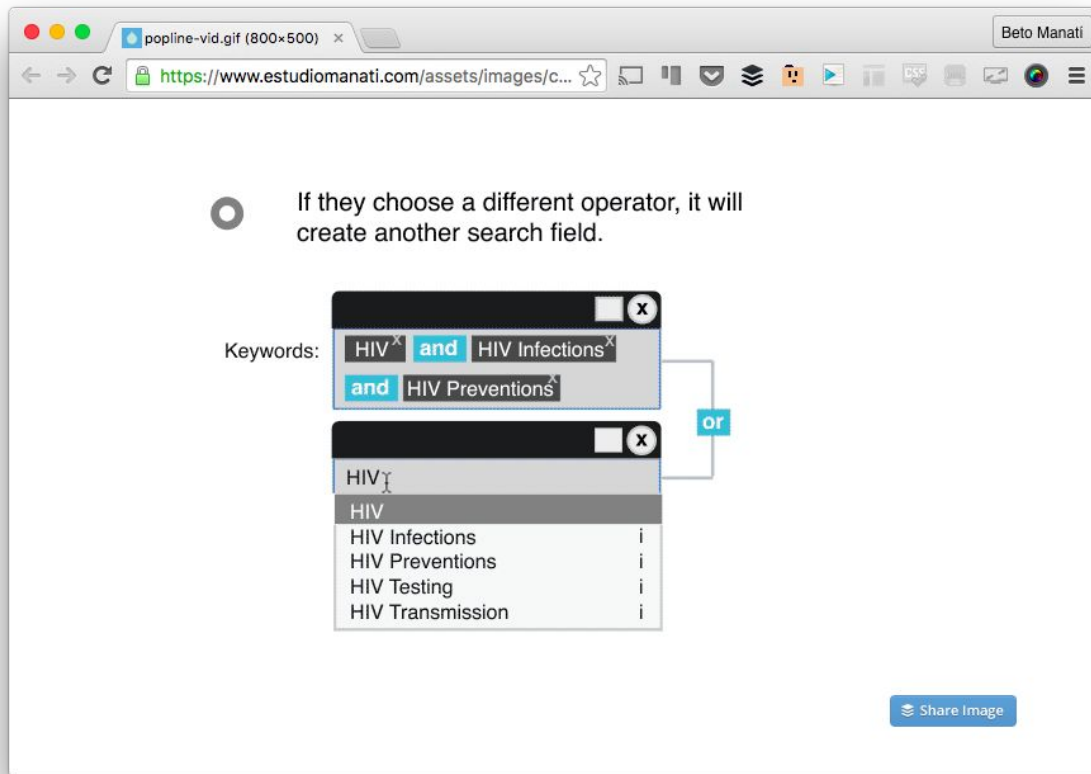 popline-vid.gif (800×500) ×
Beto Manatí
https://www.estudiomanati.com/assets/images/c...
If they choose a different operator, it will
create another search field.
X
Keywords: HIV X and HIV Infections X
and HIV Preventions X
or
X
HIV
HIV
HIV Infections i
HIV Preventions i
HIV Testing i
HIV Transmission i
Share Image